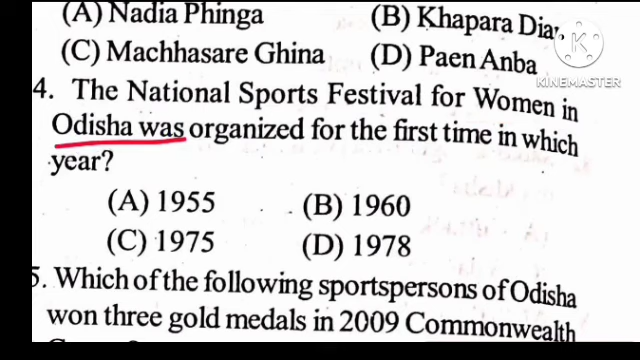 (A) Nadia Phinga (B) Khapara Dian
(C) Machhasare Ghina (D) Paen Anba
KINEMASTER
4. The National Sports Festival for Women in
Odisha was organized for the first time in which
year?
(A) 1955 (B) 1960
(C) 1975 (D) 1978
5. Which of the following sportspersons of Odisha
won three gold medals in 2009 Commonwealth